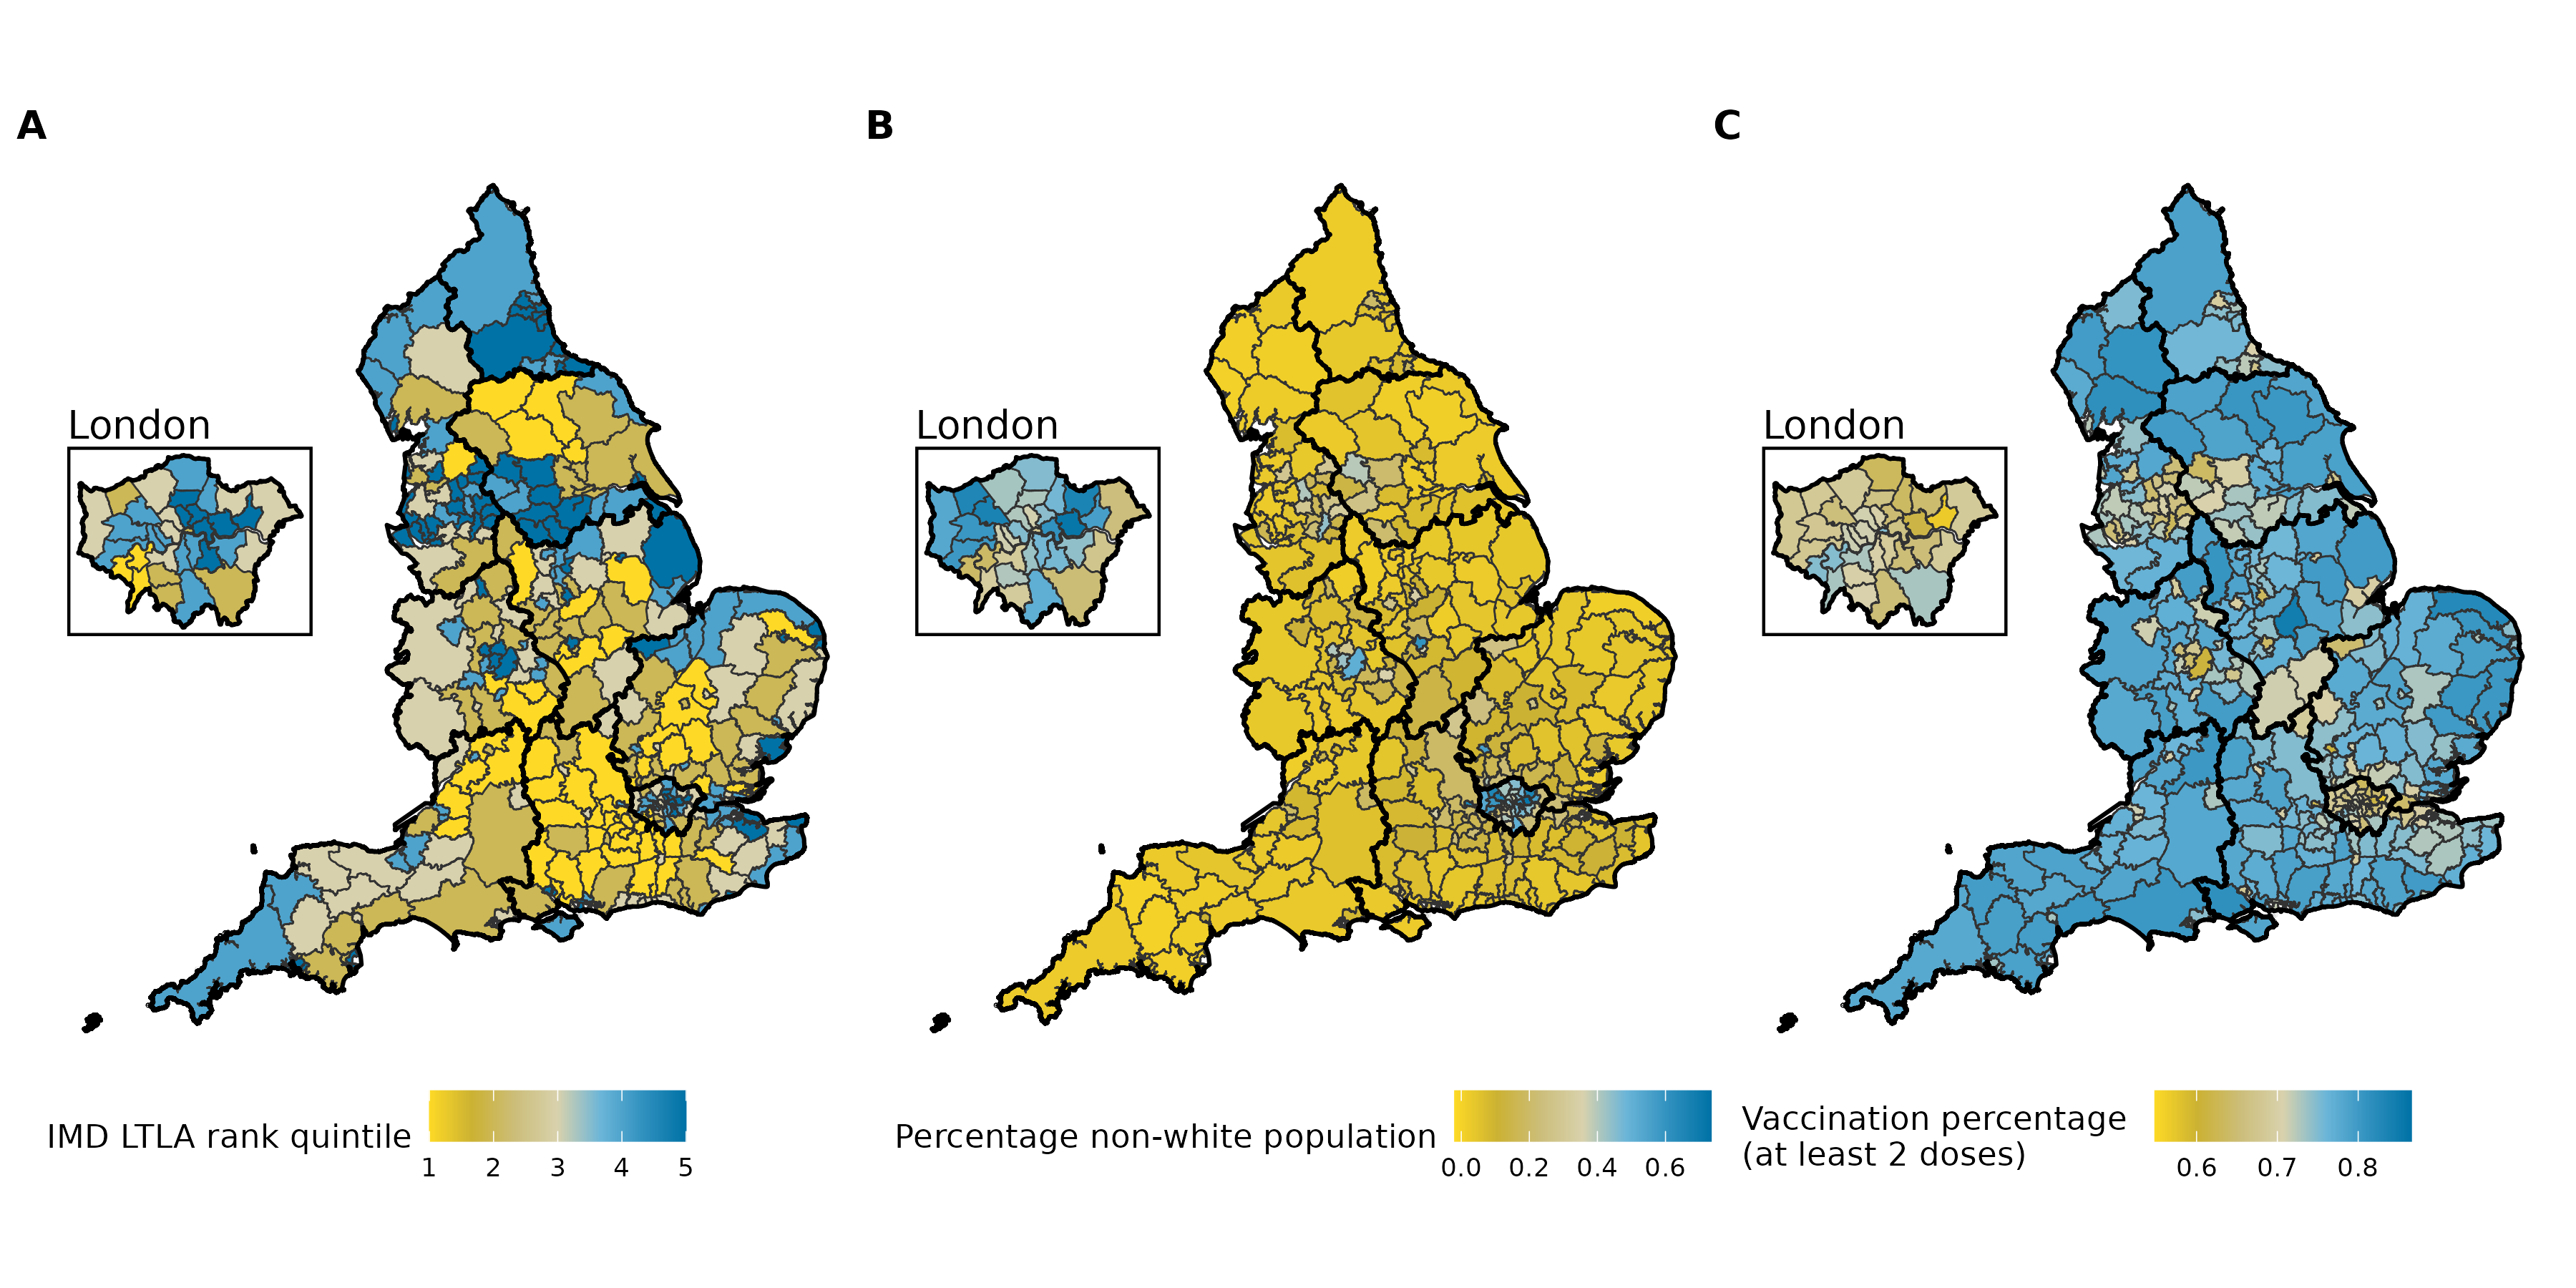 A
B
C
London
London
London
IMD LTLA rank quintile
1 2 3 4 5
Percentage non-white population
0.0 0.2 0.4 0.6
Vaccination percentage
(at least 2 doses)
0.6 0.7 0.8